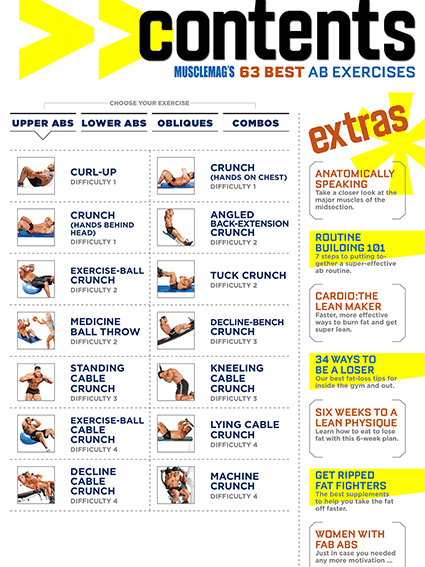 contents
MUSCLEMAG'S 63 BEST AB EXERCISES
CHOOSE YOUR EXERCISE
UPPER ABS LOWER ABS OBLIQUES COMBOS
CURL-UP
DIFFICULTY 1
CRUNCH
(HANDS ON CHEST)
DIFFICULTY 1
CRUNCH
(HANDS BEHIND
HEAD)
DIFFICULTY 1
ANGLED
BACK-EXTENSION
CRUNCH
DIFFICULTY 2
EXERCISE-BALL
CRUNCH
DIFFICULTY 2
TUCK CRUNCH
DIFFICULTY 2
MEDICINE
BALL THROW
DIFFICULTY 2
DECLINE-BENCH
CRUNCH
DIFFICULTY 3
STANDING
CABLE
CRUNCH
DIFFICULTY 3
KNEELING
CABLE
CRUNCH
DIFFICULTY 3
EXERCISE-BALL
CABLE
CRUNCH
DIFFICULTY 4
LYING CABLE
CRUNCH
DIFFICULTY 4
DECLINE
CABLE
CRUNCH
DIFFICULTY 4
MACHINE
CRUNCH
DIFFICULTY 4
extras
ANATOMICALLY
SPEAKING
Take a closer look at the
major muscles of the
midsection.
ROUTINE
BUILDING 101
7 steps to putting to-
gether a super-effective
ab routine.
CARDIO:THE
LEAN MAKER
Faster, more effective
ways to burn fat and get
super lean.
34 WAYS TO
BE A LOSER
Our best fat-loss tips for
inside the gym and out.
SIX WEEKS TO A
LEAN PHYSIQUE
Learn how to eat to lose
fat with this 6-week plan.
GET RIPPED
FAT FIGHTERS
The best supplements
to help you take the fat
off faster.
WOMEN WITH
FAB ABS
Just in case you needed
any more motivation ...